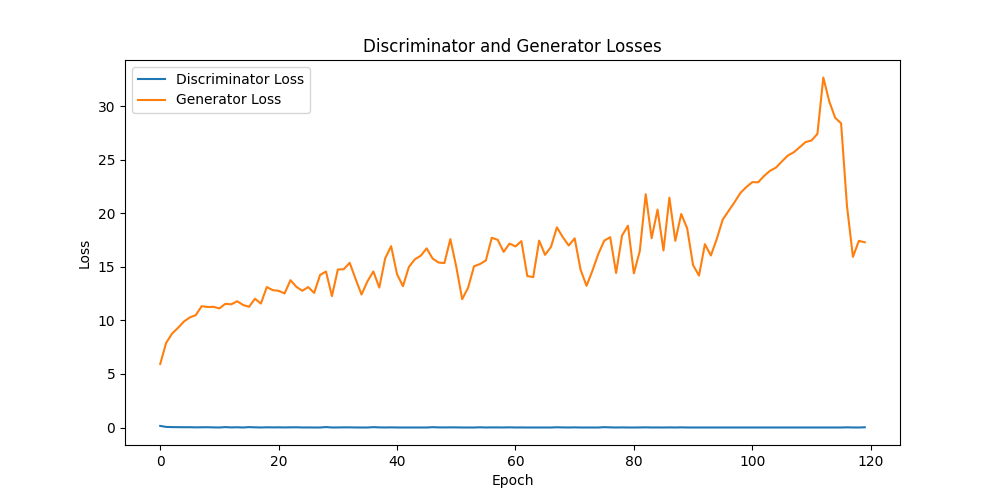 Discriminator and Generator Losses
Discriminator Loss
Generator Loss
30
25
20
15
10
5
0
Loss
0 20 40 60 80 100 120
Epoch